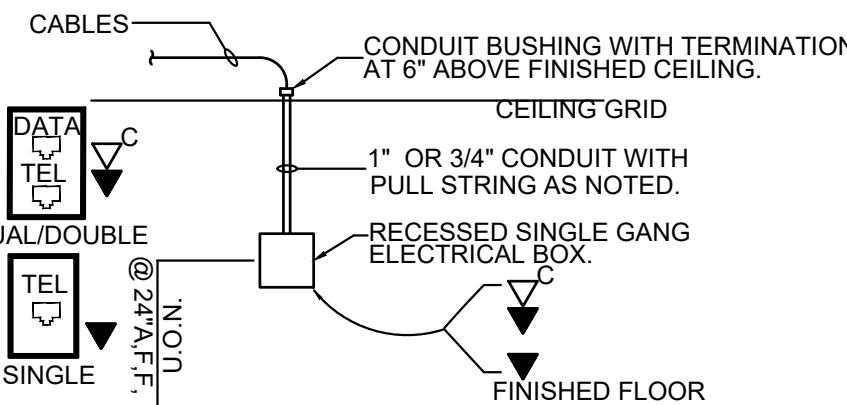 CABLES
CONDUIT BUSHING WITH TERMINATION
AT 6" ABOVE FINISHED CEILING.
CEILING GRID
DATA
C
TEL
1" OR 3/4" CONDUIT WITH
PULL STRING AS NOTED.
UAL/DOUBLE
RECESSED SINGLE GANG
ELECTRICAL BOX.
TEL
C
@ 24"A,F,F,
U.O.N.
SINGLE
FINISHED FLOOR